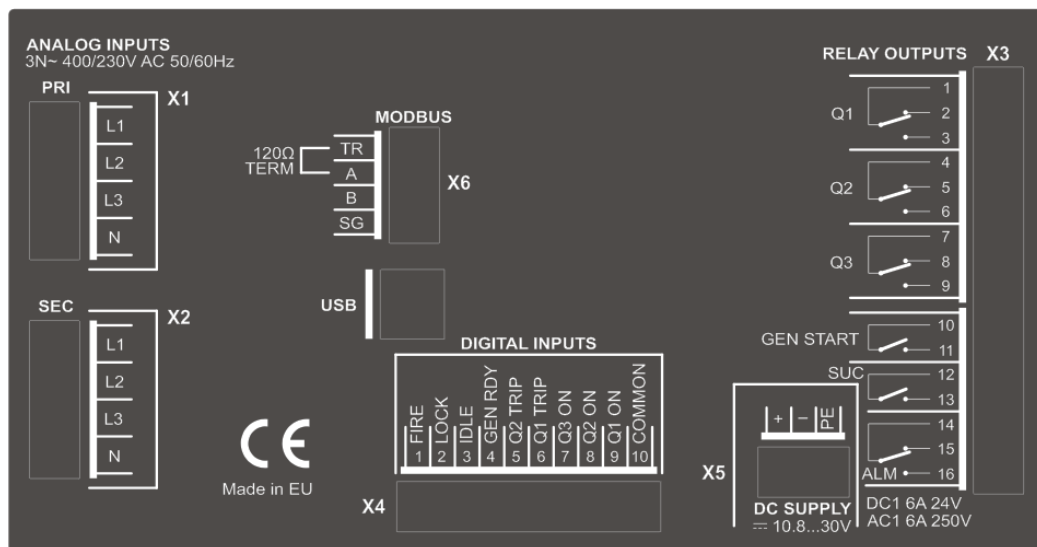 ANALOG INPUTS
3N~ 400/230V AC 50/60Hz
PRI
X1
L1
L2
L3
N
SEC
X2
L1
L2
L3
N
MODBUS
120Ω
TERM
TR
A
B
SG
X6
USB
DIGITAL INPUTS
FIRE
LOCK
IDLE
GEN RDY
Q2 TRIP
Q1 TRIP
Q3 ON
Q2 ON
Q1 ON
COMMON
1 2 3 4 5 6 7 8 9 10
X4
CE
Made in EU
RELAY OUTPUTS X3
Q1
1
2
3
Q2
4
5
6
Q3
7
8
9
GEN START
10
11
SUC
12
13
14
15
ALM 16
+ − PE
X5
DC SUPPLY
⎓ 10.8...30V
DC1 6A 24V
AC1 6A 250V